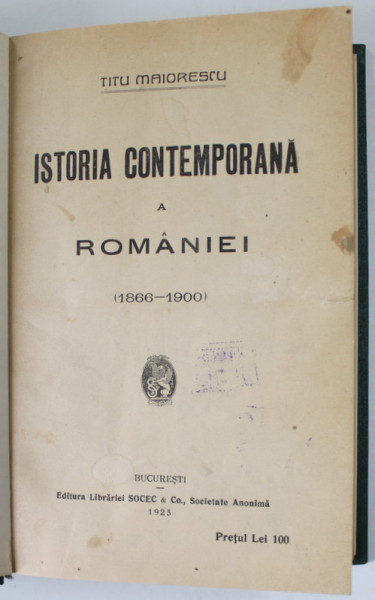 TITU MAIORESCU
ISTORIA CONTEMPORANĂ
A
ROMÂNIEI
(1866—1900)
BUCUREȘTI
Editura Librăriei SOCEC & Co., Societate Anonimă
1925
Prețul Lei 100